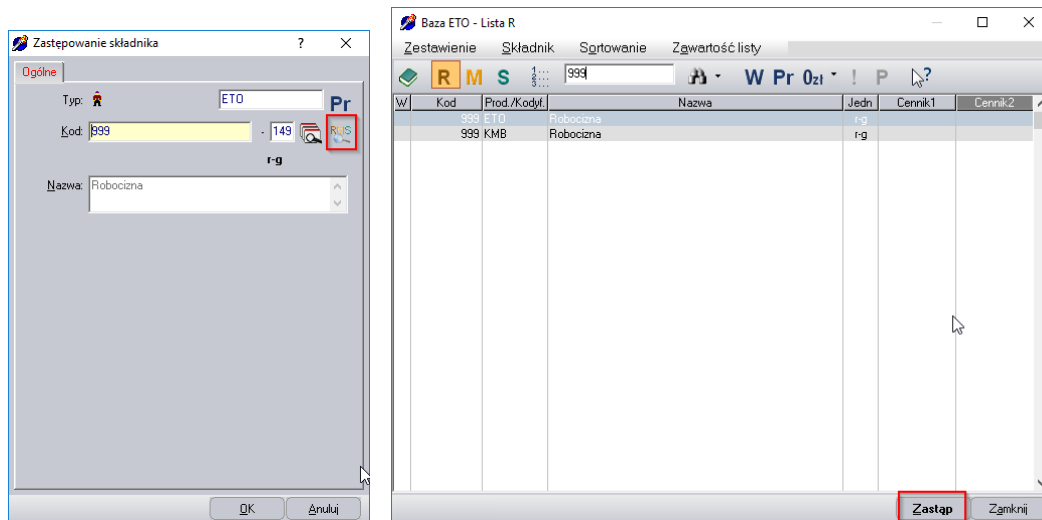 Zastępowanie składnika ? ×
Ogólne
Typ: ETO Pr
Kod: 999 - 149 RMS
r-g
Nazwa: Robocizna
OK Anuluj
Baza ETO - Lista R
Zestawienie Składnik Sortowanie Zawartość listy
R M S 999 W Pr 0zł ! P ?
W Kod Prod./Kodyf. Nazwa Jedn Cennik1 Cennik2
999 ETO Robocizna r-g
999 KMB Robocizna r-g
Zastąp Zamknij